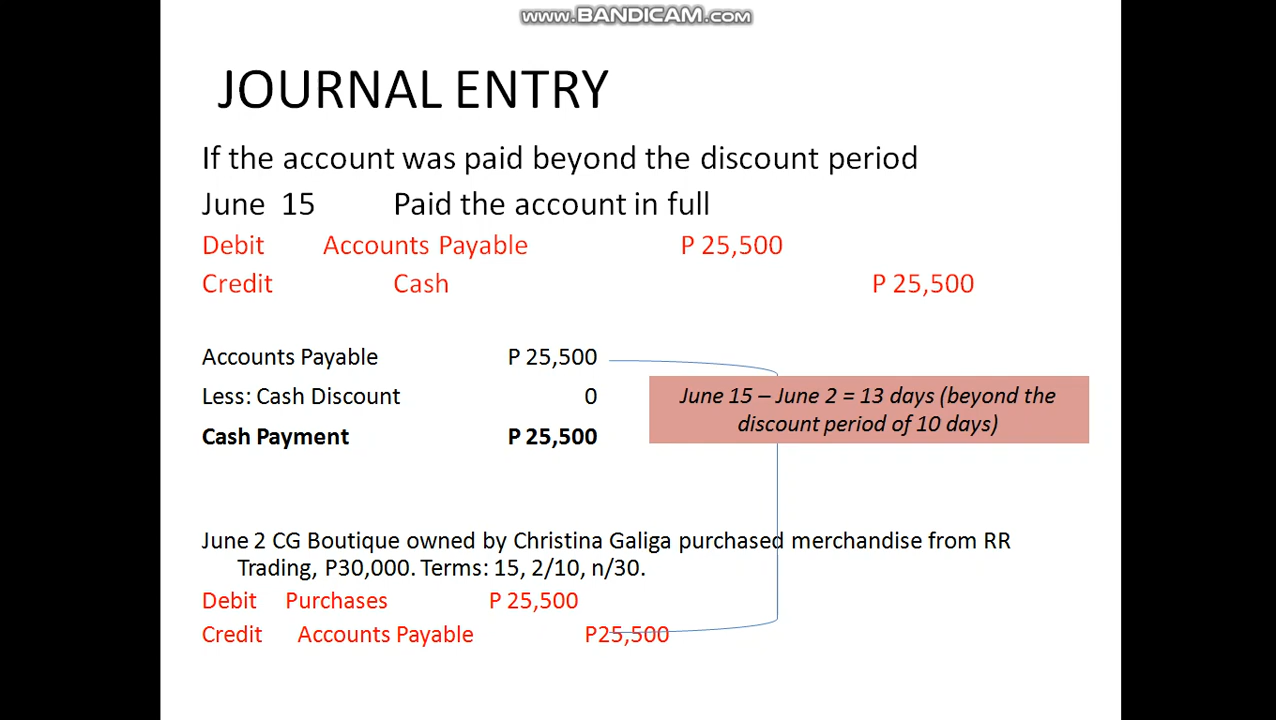 www.BANDICAM.com
JOURNAL ENTRY
If the account was paid beyond the discount period
June 15 Paid the account in full
Debit Accounts Payable P 25,500
Credit Cash P 25,500
Accounts Payable P 25,500
Less: Cash Discount 0
Cash Payment P 25,500
June 15 – June 2 = 13 days (beyond the
discount period of 10 days)
June 2 CG Boutique owned by Christina Galiga purchased merchandise from RR
Trading, P30,000. Terms: 15, 2/10, n/30.
Debit Purchases P 25,500
Credit Accounts Payable P25,500